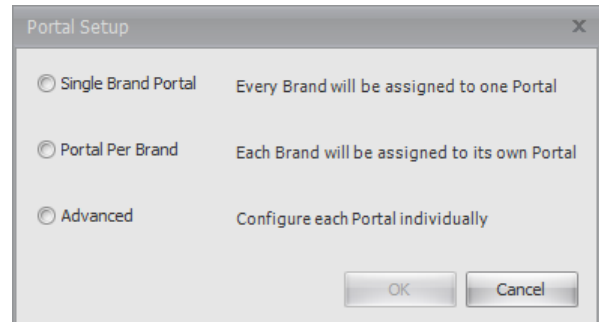 Portal Setup
Single Brand Portal Every Brand will be assigned to one Portal
Portal Per Brand Each Brand will be assigned to its own Portal
Advanced Configure each Portal individually
OK Cancel